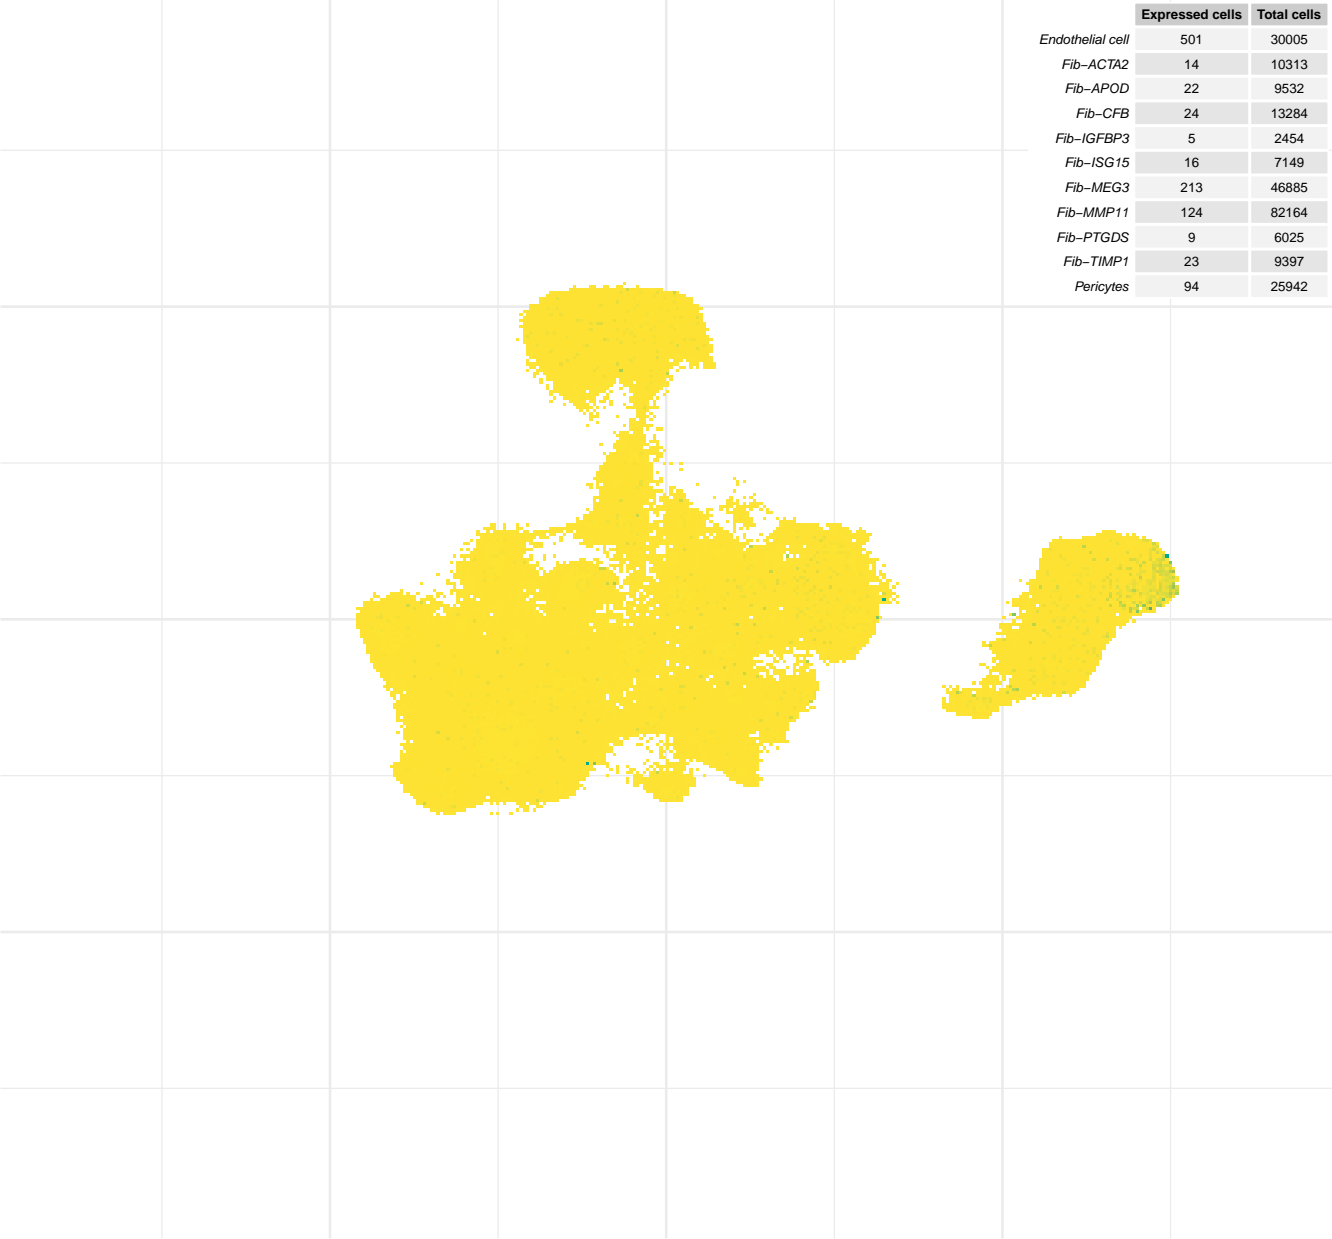 Expressed cells Total cells
Endothelial cell 501 30005
Fib−ACTA2 14 10313
Fib−APOD 22 9532
Fib−CFB 24 13284
Fib−IGFBP3 5 2454
Fib−ISG15 16 7149
Fib−MEG3 213 46885
Fib−MMP11 124 82164
Fib−PTGDS 9 6025
Fib−TIMP1 23 9397
Pericytes 94 25942